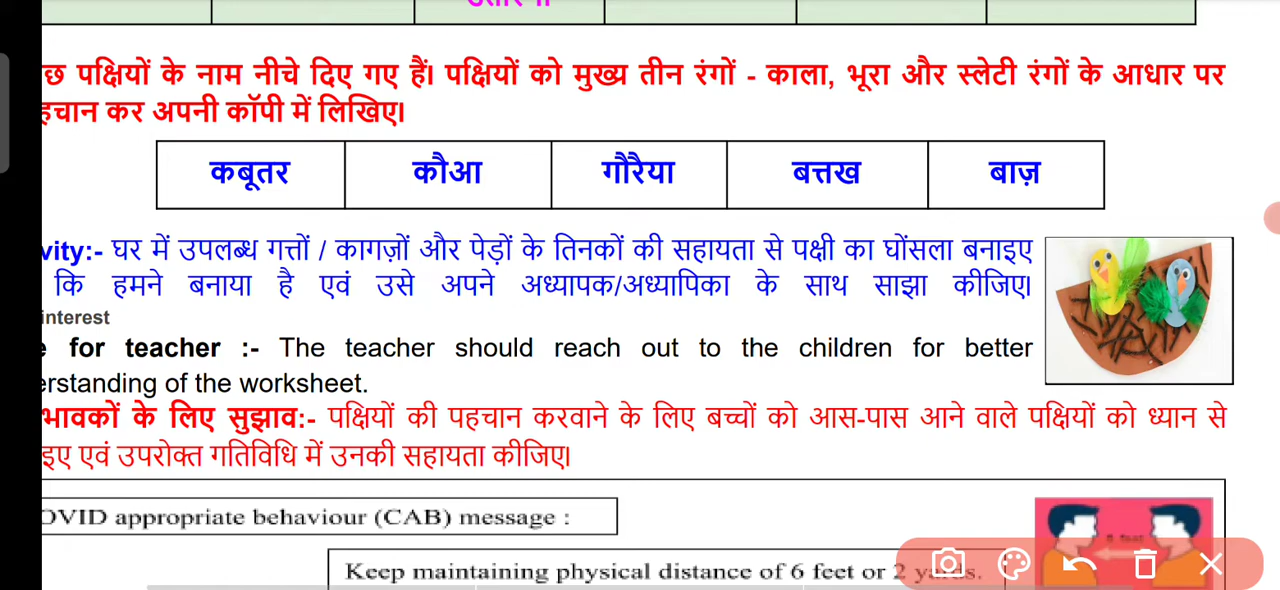 छ पक्षियों के नाम नीचे दिए गए हैं। पक्षियों को मुख्य तीन रंगों - काला, भूरा और स्लेटी रंगों के आधार पर
हचान कर अपनी कॉपी में लिखिए।
कबूतर कौआ गौरैया बत्तख बाज़
vity:- घर में उपलब्ध गत्तों / कागज़ों और पेड़ों के तिनकों की सहायता से पक्षी का घोंसला बनाइए
कि हमने बनाया है एवं उसे अपने अध्यापक/अध्यापिका के साथ साझा कीजिए।
interest
e for teacher :- The teacher should reach out to the children for better
erstanding of the worksheet.
भावकों के लिए सुझाव:- पक्षियों की पहचान करवाने के लिए बच्चों को आस-पास आने वाले पक्षियों को ध्यान से
इए एवं उपरोक्त गतिविधि में उनकी सहायता कीजिए।
OVID appropriate behaviour (CAB) message :
Keep maintaining physical distance of 6 feet or 2 yards.